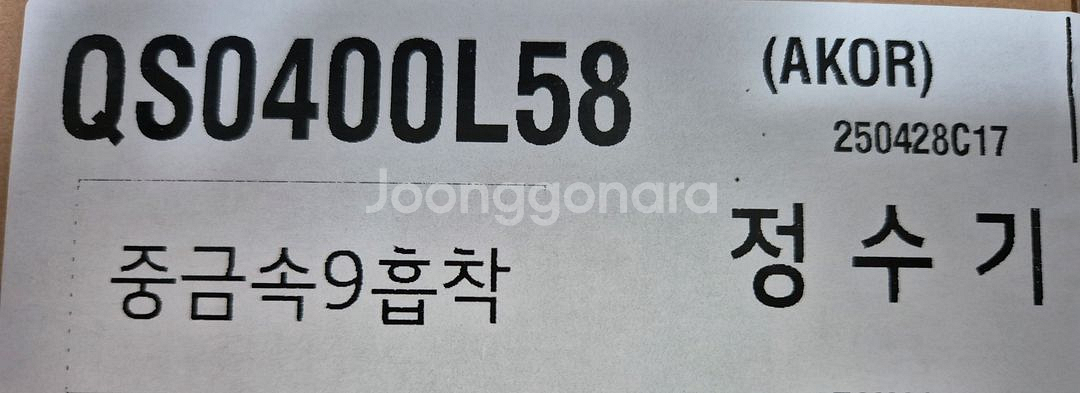 QS0400L58
(AKOR)
250428C17
Joonggonara
중금속9흡착
정수기